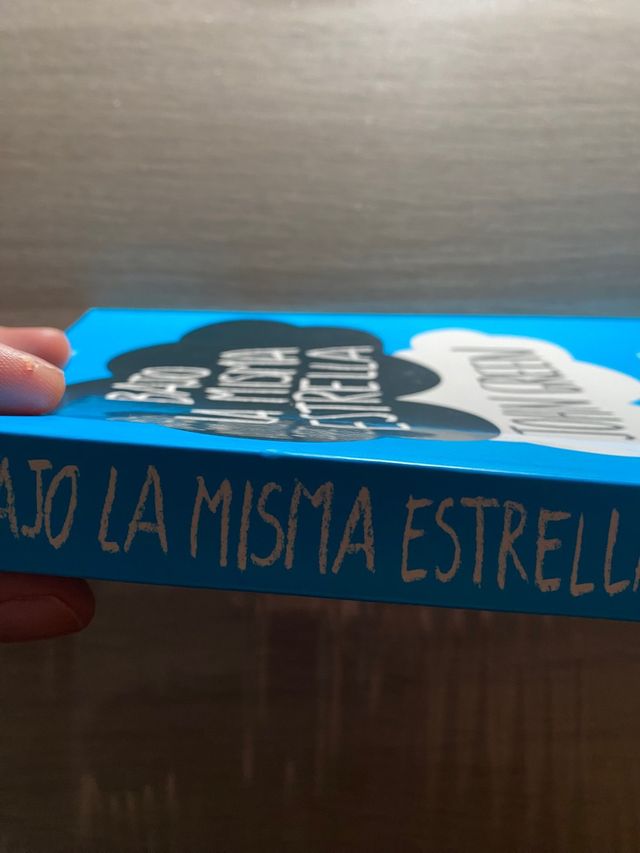 BAJO
LA MISMA
ESTRELLA
JOHN GREEN
AJO LA MISMA ESTRELLA